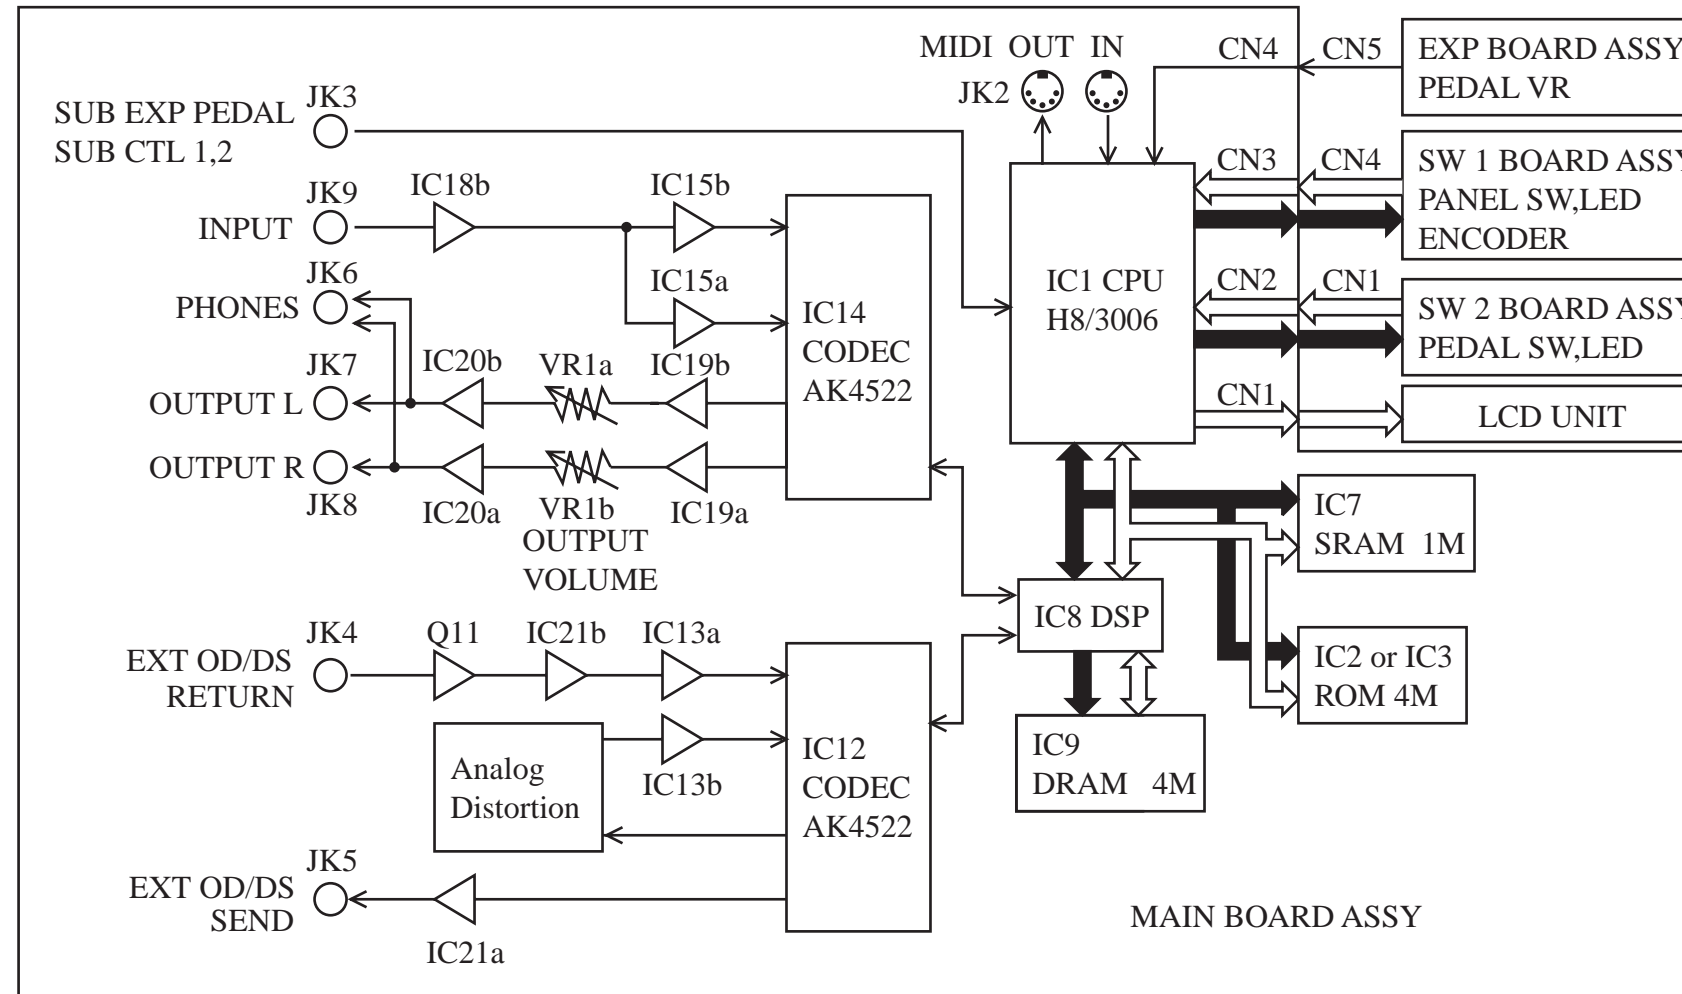 MIDI OUT IN
JK2
CN4
CN5
EXP BOARD ASSY
PEDAL VR
SUB EXP PEDAL
SUB CTL 1,2
JK3
CN3
CN4
SW 1 BOARD ASSY
PANEL SW,LED
ENCODER
JK9
INPUT
IC18b
IC15b
IC15a
JK6
PHONES
IC14
CODEC
AK4522
IC1 CPU
H8/3006
CN2
CN1
SW 2 BOARD ASSY
PEDAL SW,LED
JK7
OUTPUT L
IC20b
VR1a
IC19b
CN1
LCD UNIT
OUTPUT R
JK8
IC20a
VR1b
OUTPUT
VOLUME
IC19a
IC7
SRAM 1M
IC8 DSP
JK4
EXT OD/DS
RETURN
Q11
IC21b
IC13a
IC2 or IC3
ROM 4M
Analog
Distortion
IC13b
IC12
CODEC
AK4522
IC9
DRAM 4M
JK5
EXT OD/DS
SEND
IC21a
MAIN BOARD ASSY